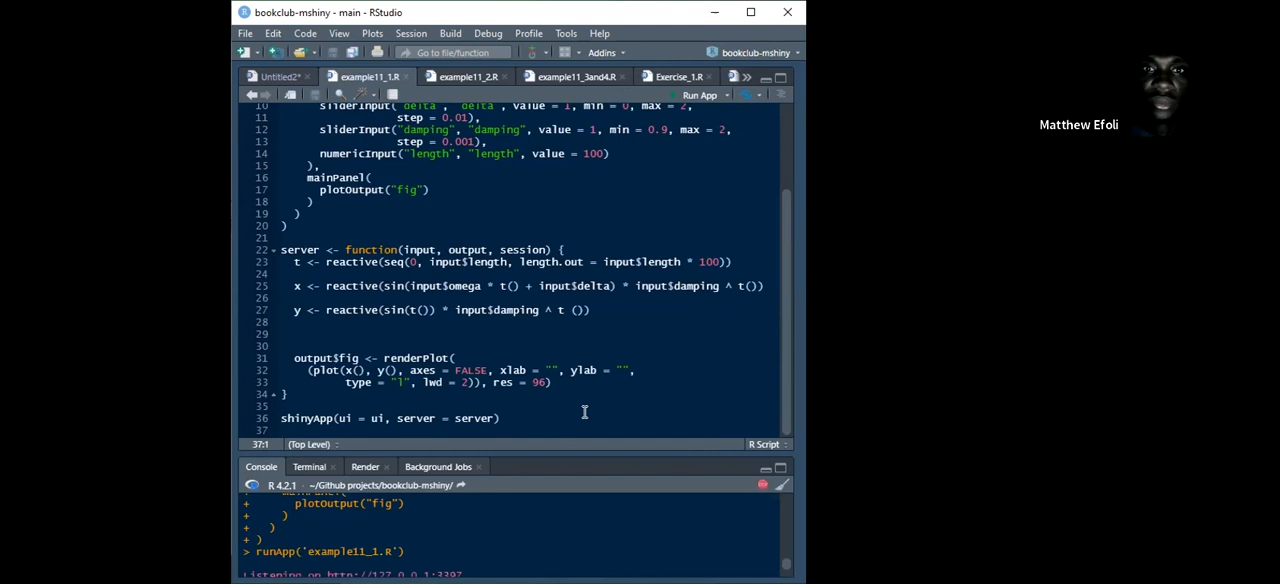 bookclub-mshiny - main - RStudio
File Edit Code View Plots Session Build Debug Profile Tools Help
Go to file/function Addins bookclub-mshiny
Untitled2* example11_1.R example11_2.R example11_3and4.R Exercise_1.R
Run App
10 sliderInput("delta", "delta", value = 1, min = 0, max = 2,
11 step = 0.01),
12 sliderInput("damping", "damping", value = 1, min = 0.9, max = 2,
13 step = 0.001),
14 numericInput("length", "length", value = 100)
15 ),
16 mainPanel(
17 plotOutput("fig")
18 )
19 )
20 )
21
22 server <- function(input, output, session) {
23 t <- reactive(seq(0, input$length, length.out = input$length * 100))
24
25 x <- reactive(sin(input$omega * t() + input$delta) * input$damping ^ t())
26
27 y <- reactive(sin(t()) * input$damping ^ t ())
28
29
30
31 output$fig <- renderPlot(
32 (plot(x(), y(), axes = FALSE, xlab = "", ylab = "",
33 type = "l", lwd = 2)), res = 96)
34 }
35
36 shinyApp(ui = ui, server = server)
37
37:1 (Top Level) R Script
Console Terminal Render Background Jobs
R 4.2.1 · ~/Github projects/bookclub-mshiny/
+ mainPanel(
+ plotOutput("fig")
+ )
+ )
+ )
> runApp('example11_1.R')
Listening on http://127.0.0.1:3397
Matthew Efoli